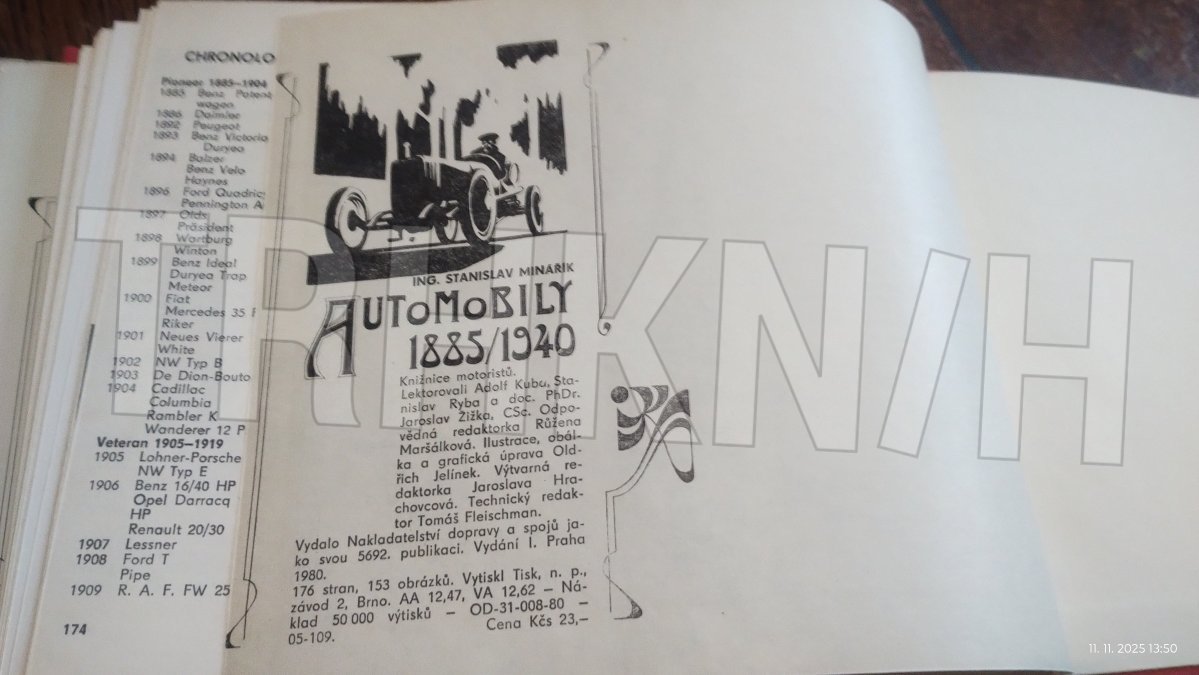 CHRONOLO
Pioneer 1885–1904
1885 Benz Patent
wagen
1886 Daimler
1892 Peugeot
1893 Benz Victoria
Duryea
1894 Balzer
Benz Velo
Haynes
1896 Ford Quadric
Pennington A
1897 Olds
Präsident
1898 Wartburg
Winton
1899 Benz Ideal
Duryea Trap
Meteor
1900 Fiat
Mercedes 35
Riker
1901 Neues Vierer
White
1902 NW Typ B
1903 De Dion-Bouto
1904 Cadillac
Columbia
Rambler K
Wanderer 12 P
Veteran 1905–1919
1905 Lohner-Porsche
NW Typ E
1906 Benz 16/40 HP
Opel Darracq
HP
Renault 20/30
1907 Lessner
1908 Ford T
Pipe
1909 R. A. F. FW 25
174
ING. STANISLAV MINAŘÍK
AUTOMOBILY
1885/1940
Knižnice motoristů.
Lektorovali Adolf Kuba, Sta-
nislav Ryba a doc. PhDr.
Jaroslav Žižka, CSc. Odpo-
vědná redaktorka Růžena
Maršálková. Ilustrace, obál-
ka a grafická úprava Old-
řich Jelínek. Výtvarná re-
daktorka Jaroslava Hra-
chovcová. Technický redak-
tor Tomáš Fleischman.
Vydalo Nakladatelství dopravy a spojů ja-
ko svou 5692. publikaci. Vydání I. Praha
1980.
176 stran, 153 obrázků. Vytiskl Tisk, n. p.,
závod 2, Brno. AA 12,47, VA 12,62 – Ná-
klad 50 000 výtisků – OD-31-008-80 –
05-109. Cena Kčs 23,–
11. 11. 2025 13:50